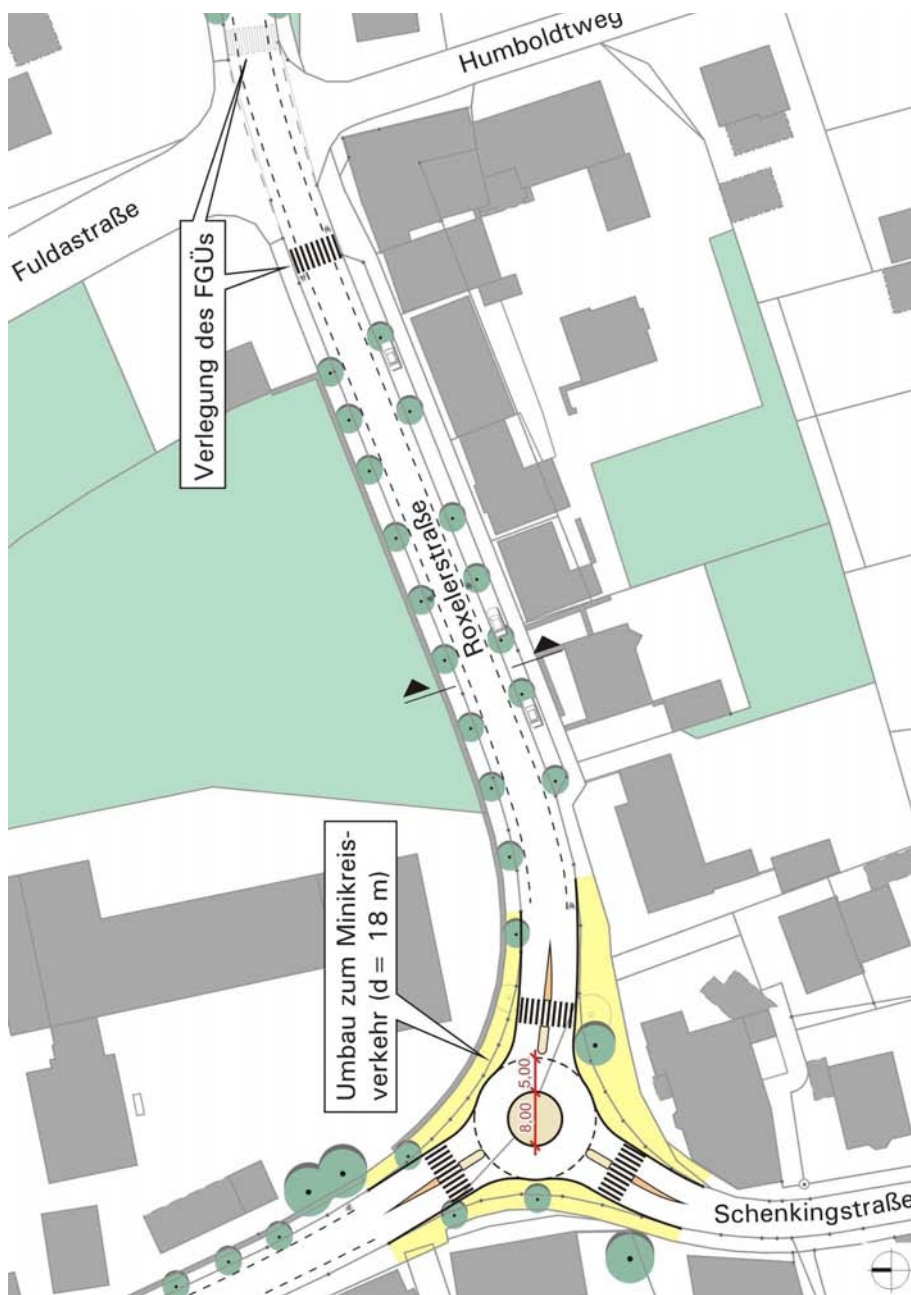 Humboldtweg
Fuldastraße
Verlegung des FGÜs
Roxelerstraße
Umbau zum Minikreis-
verkehr (d = 18 m)
8,00
5,00
Schenkingstraße